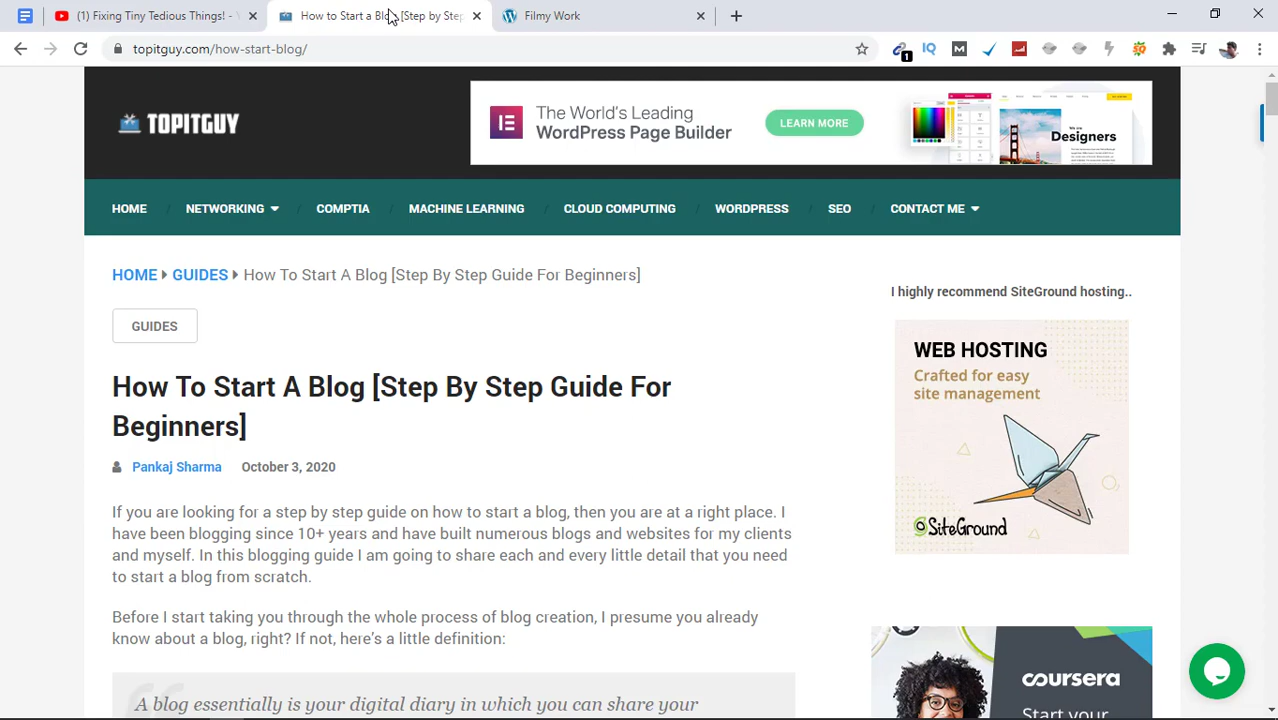 (1) Fixing Tiny Tedious Things! -
How to Start a Blog [Step by Step
Filmy Work
topitguy.com/how-start-blog/
1
TOPITGUY
The World's Leading
WordPress Page Builder
LEARN MORE
We are
Designers
HOME
NETWORKING
COMPTIA
MACHINE LEARNING
CLOUD COMPUTING
WORDPRESS
SEO
CONTACT ME
HOME GUIDES How To Start A Blog [Step By Step Guide For Beginners]
GUIDES
How To Start A Blog [Step By Step Guide For
Beginners]
Pankaj Sharma October 3, 2020
If you are looking for a step by step guide on how to start a blog, then you are at a right place. I
have been blogging since 10+ years and have built numerous blogs and websites for my clients
and myself. In this blogging guide I am going to share each and every little detail that you need
to start a blog from scratch.
Before I start taking you through the whole process of blog creation, I presume you already
know about a blog, right? If not, here's a little definition:
A blog essentially is your digital diary in which you can share your
I highly recommend SiteGround hosting..
WEB HOSTING
Crafted for easy
site management
SiteGround
coursera
Start your